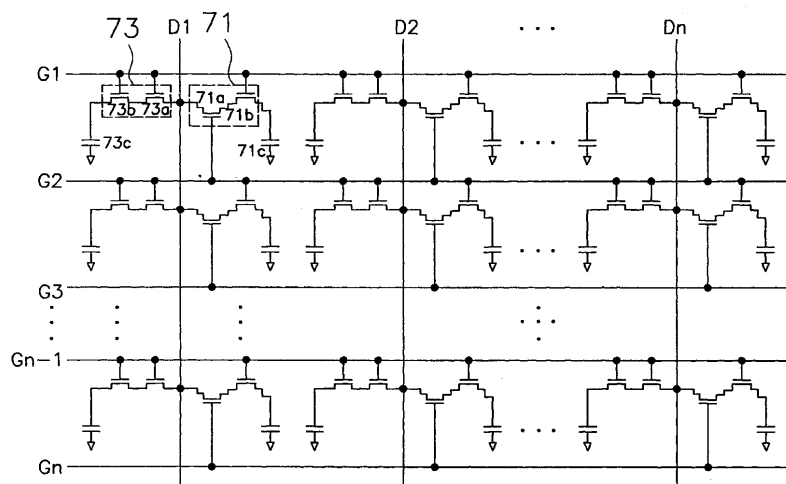 73 D1 71 D2 ... Dn
G1
73b 73a 71a 71b
73c 71c
...
G2
...
G3
...
Gn-1
...
Gn